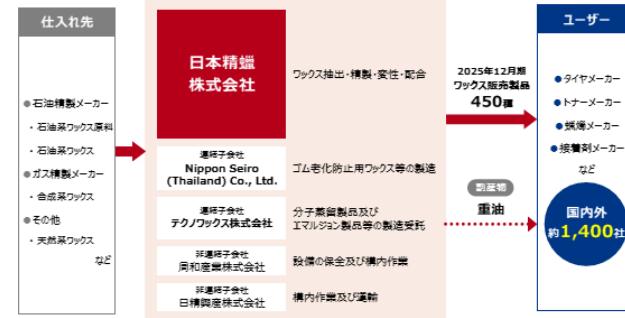 仕入れ先
●石油精製メーカー
・石油系ワックス原料
・石油系ワックス
●ガス精製メーカー
・合成系ワックス
●その他
・天然系ワックス
など
日本精蠟
株式会社
ワックス抽出・精製・変性・配合
連結子会社
Nippon Seiro
(Thailand) Co., Ltd.
ゴム老化防止用ワックス等の製造
連結子会社
テクノワックス株式会社
分子蒸留製品及び
エマルジョン製品等の製造受託
非連結子会社
周和産業株式会社
設備の保全及び構内作業
非連結子会社
日精興産株式会社
構内作業及び運輸
2025年12月期
ワックス販売製品
450種
副産物
重油
ユーザー
●タイヤメーカー
●トナーメーカー
●蝋燭メーカー
●接着剤メーカー
など
国内外
約1,400社